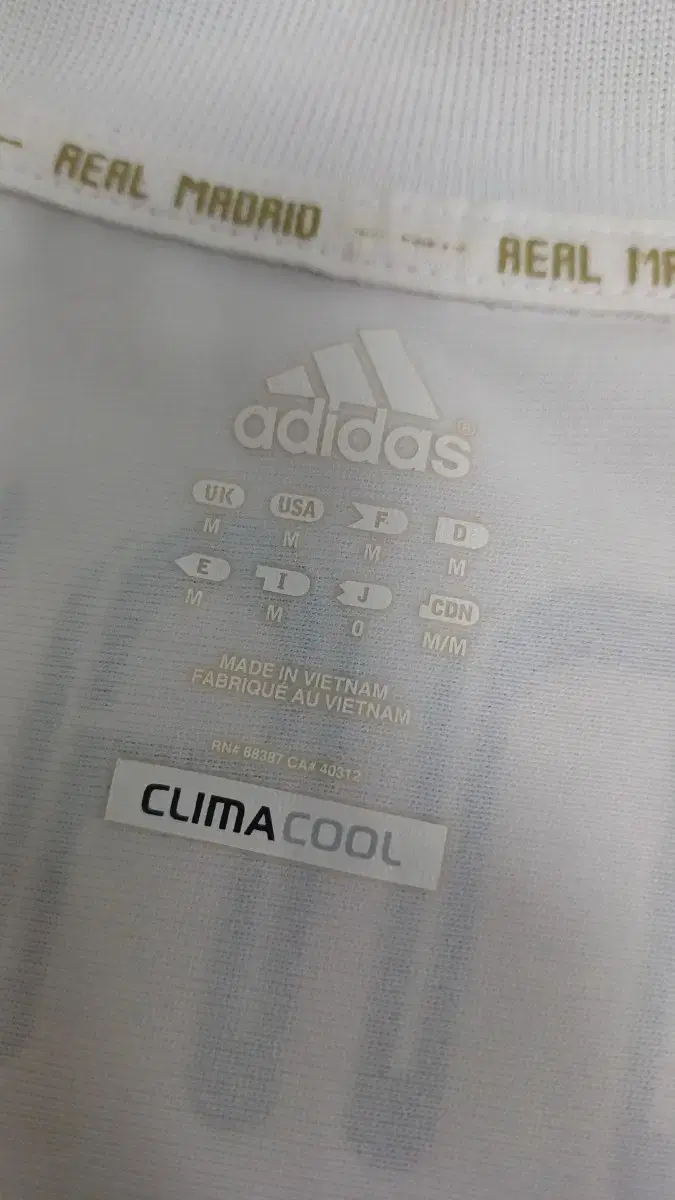 REAL MADRID REAL MA
adidas®
UK USA F D
M M M M
E I J CDN
M M O M/M
MADE IN VIETNAM
FABRIQUÉ AU VIETNAM
RN# 88387 CA# 40312
CLIMACOOL